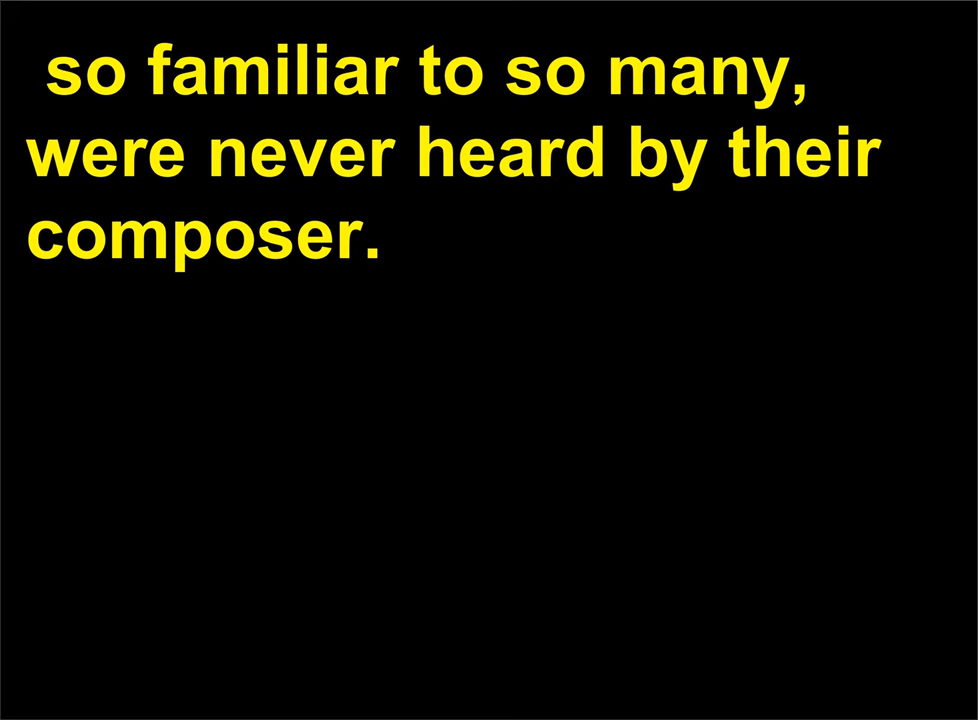 so familiar to so many,
were never heard by their
composer.